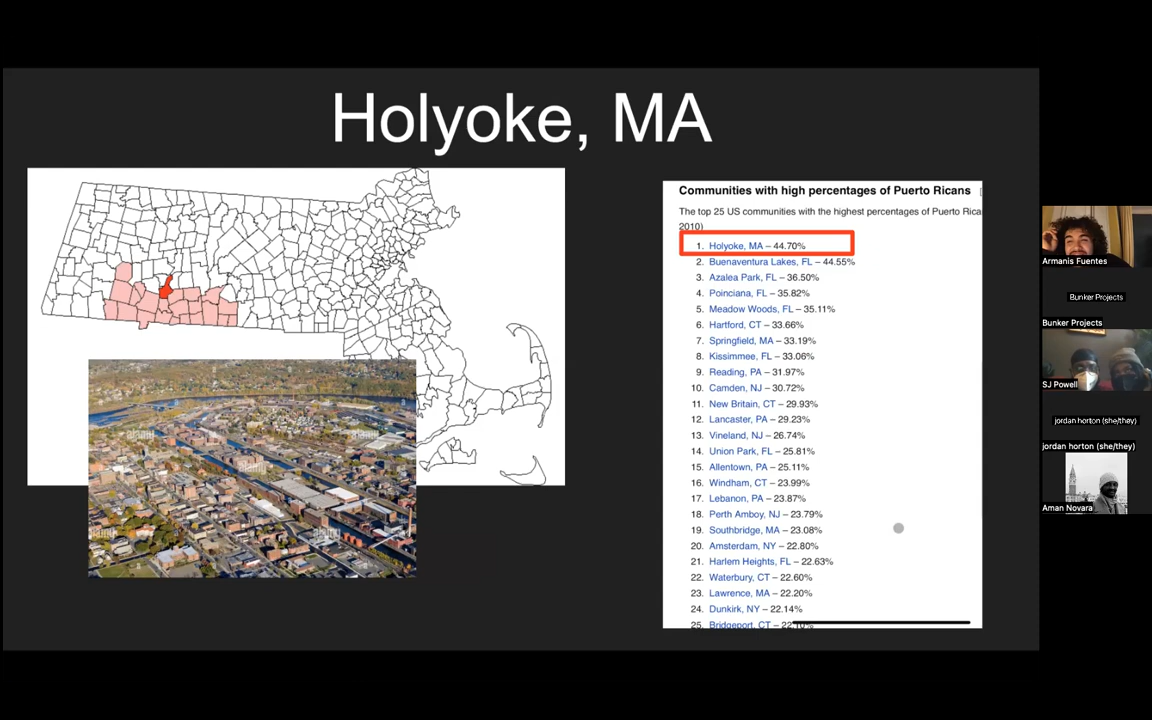 Holyoke, MA
Communities with high percentages of Puerto Ricans
The top 25 US communities with the highest percentages of Puerto Rica
2010)
1. Holyoke, MA – 44.70%
2. Buenaventura Lakes, FL – 44.55%
3. Azalea Park, FL – 36.50%
4. Poinciana, FL – 35.82%
5. Meadow Woods, FL – 35.11%
6. Hartford, CT – 33.66%
7. Springfield, MA – 33.19%
8. Kissimmee, FL – 33.06%
9. Reading, PA – 31.97%
10. Camden, NJ – 30.72%
11. New Britain, CT – 29.93%
12. Lancaster, PA – 29.23%
13. Vineland, NJ – 26.74%
14. Union Park, FL – 25.81%
15. Allentown, PA – 25.11%
16. Windham, CT – 23.99%
17. Lebanon, PA – 23.87%
18. Perth Amboy, NJ – 23.79%
19. Southbridge, MA – 23.08%
20. Amsterdam, NY – 22.80%
21. Harlem Heights, FL – 22.63%
22. Waterbury, CT – 22.60%
23. Lawrence, MA – 22.20%
24. Dunkirk, NY – 22.14%
25. Bridgeport, CT – 22.10%
alamy
alamy
alamy
alamy
alamy
Armanis Fuentes
Bunker Projects
Bunker Projects
SJ Powell
jordan horton (she/they)
jordan horton (she/they)
Aman Novara